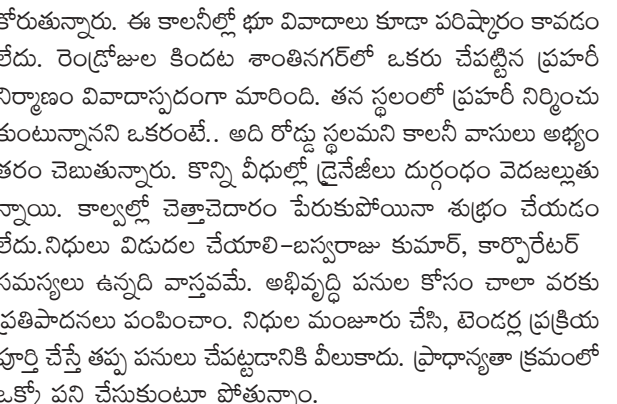 కోరుతున్నారు. ఈ కాలనీల్లో భూ వివాదాలు కూడా పరిష్కారం కావడం
లేదు. రెండ్రోజుల కిందట శాంతినగర్‌లో ఒకరు చేపట్టిన ప్రహరీ
నిర్మాణం వివాదాస్పదంగా మారింది. తన స్థలంలో ప్రహరీ నిర్మించు
కుంటున్నానని ఒకరంటే.. అది రోడ్డు స్థలమని కాలనీ వాసులు అభ్యం
తరం చెబుతున్నారు. కొన్ని వీధుల్లో డ్రైనేజీలు దుర్గంధం వెదజల్లుతు
న్నాయి. కాల్వల్లో చెత్తాచెదారం పేరుకుపోయినా శుభ్రం చేయడం
లేదు.నిధులు విడుదల చేయాలి-బస్వరాజు కుమార్, కార్పొరేటర్
సమస్యలు ఉన్నది వాస్తవమే. అభివృద్ధి పనుల కోసం చాలా వరకు
ప్రతిపాదనలు పంపించాం. నిధుల మంజూరు చేసి, టెండర్ల ప్రక్రియ
పూర్తి చేస్తే తప్ప పనులు చేపట్టడానికి వీలుకాదు. ప్రాధాన్యతా క్రమంలో
ఒక్కో పని చేసుకుంటూ పోతున్నాం.